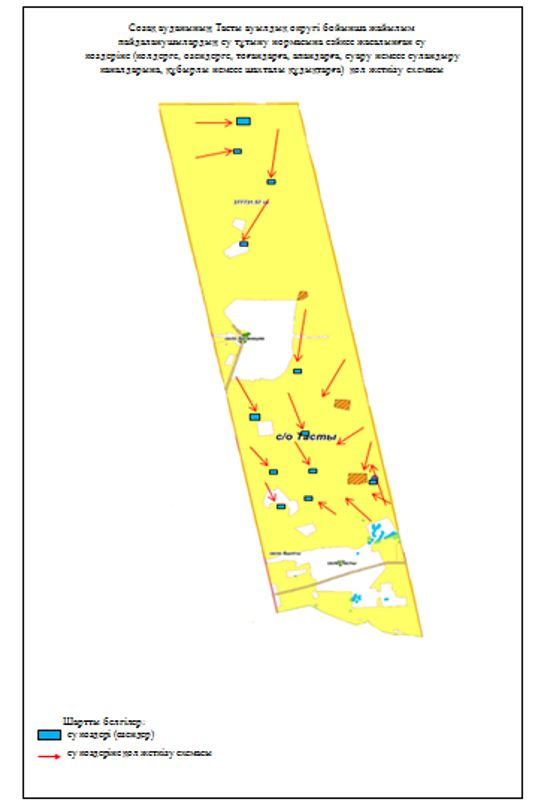 Созақ ауданының Тасты ауылдық округі бойынша жайылым
пайдаланушылардың су тұтыну нормасына сәйкес жасалынған су
көздеріне (көлдерге, өзендерге, тоғандарға, апандарға, суару немесе суландыру
каналдарына, құбырлы немесе шахталы құдықтарға) қол жеткізу схемасы
с/о Тасты
село Тасты
Шартты белгілер:
су көздері (өзендер)
су көздеріне қол жеткізу схемасы